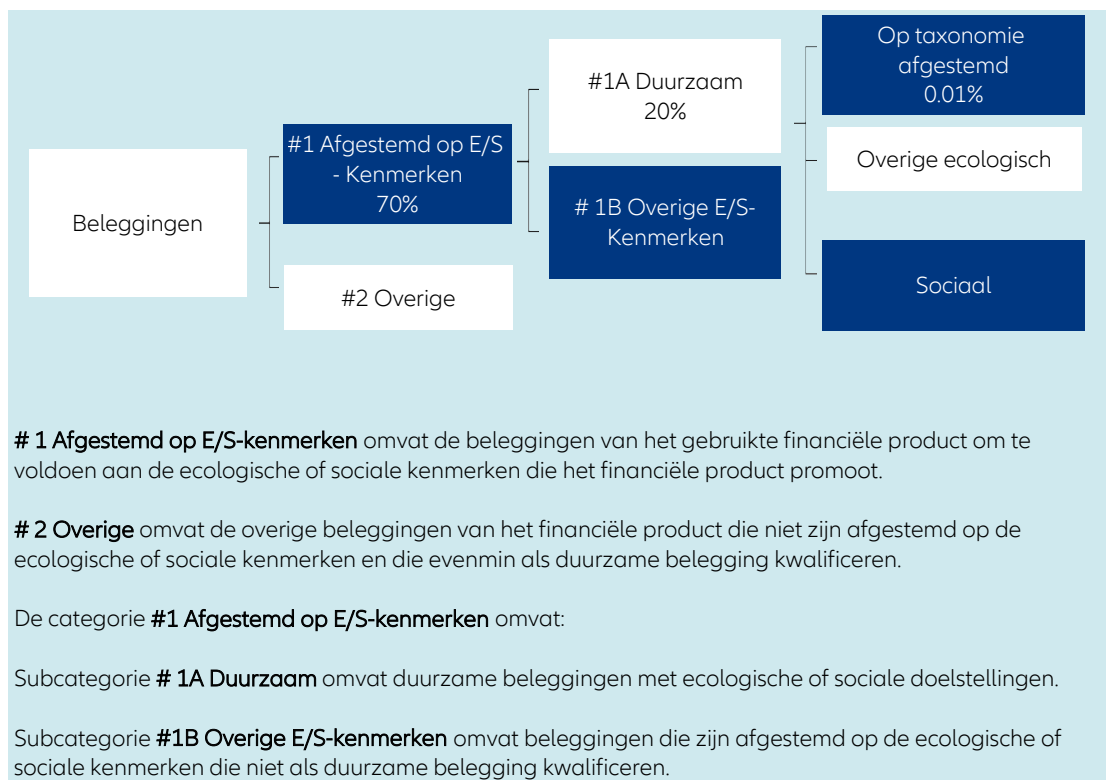 Beleggingen
#1 Afgestemd op E/S
- Kenmerken
70%
#2 Overige
#1A Duurzaam
20%
# 1B Overige E/S-
Kenmerken
Op taxonomie
afgestemd
0.01%
Overige ecologisch
Sociaal
# 1 Afgestemd op E/S-kenmerken omvat de beleggingen van het gebruikte financiële product om te
voldoen aan de ecologische of sociale kenmerken die het financiële product promoot.
# 2 Overige omvat de overige beleggingen van het financiële product die niet zijn afgestemd op de
ecologische of sociale kenmerken en die evenmin als duurzame belegging kwalificeren.
De categorie #1 Afgestemd op E/S-kenmerken omvat:
Subcategorie # 1A Duurzaam omvat duurzame beleggingen met ecologische of sociale doelstellingen.
Subcategorie #1B Overige E/S-kenmerken omvat beleggingen die zijn afgestemd op de ecologische of
sociale kenmerken die niet als duurzame belegging kwalificeren.